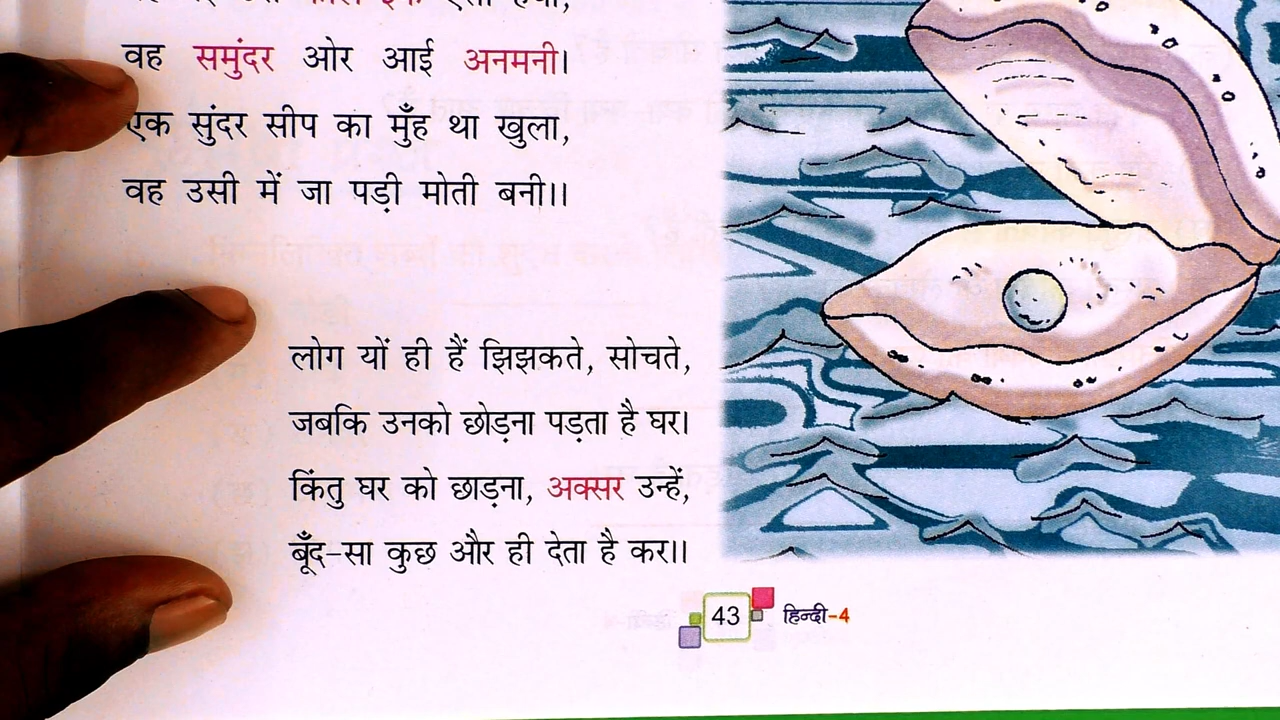 वह समुंदर ओर आई अनमनी।
एक सुंदर सीप का मुँह था खुला,
वह उसी में जा पड़ी मोती बनी।।
लोग यों ही हैं झिझकते, सोचते,
जबकि उनको छोड़ना पड़ता है घर।
किंतु घर को छाड़ना, अक्सर उन्हें,
बूँद-सा कुछ और ही देता है कर।।
43 हिन्दी-4